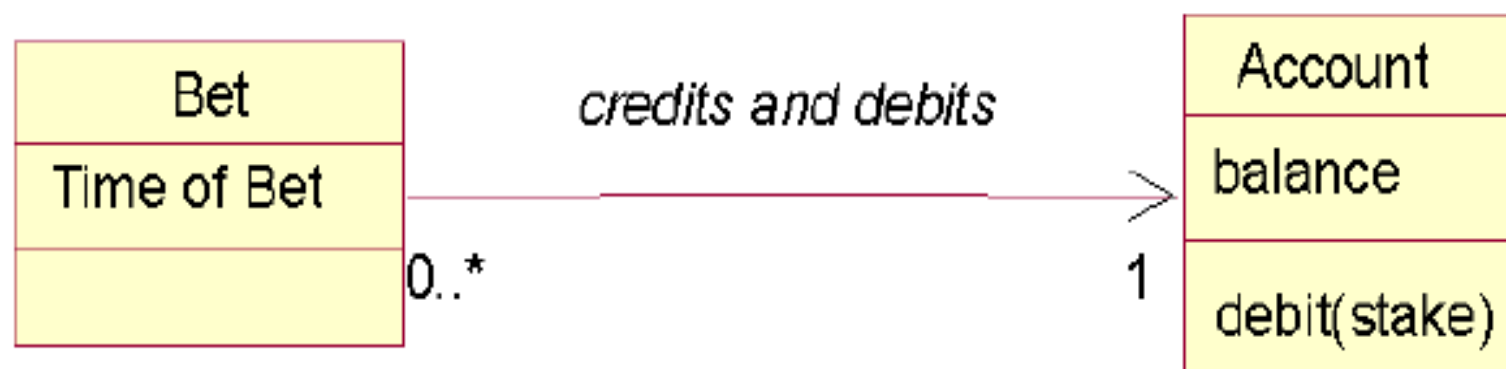 Bet
Time of Bet
credits and debits
0..*
1
Account
balance
debit(stake)